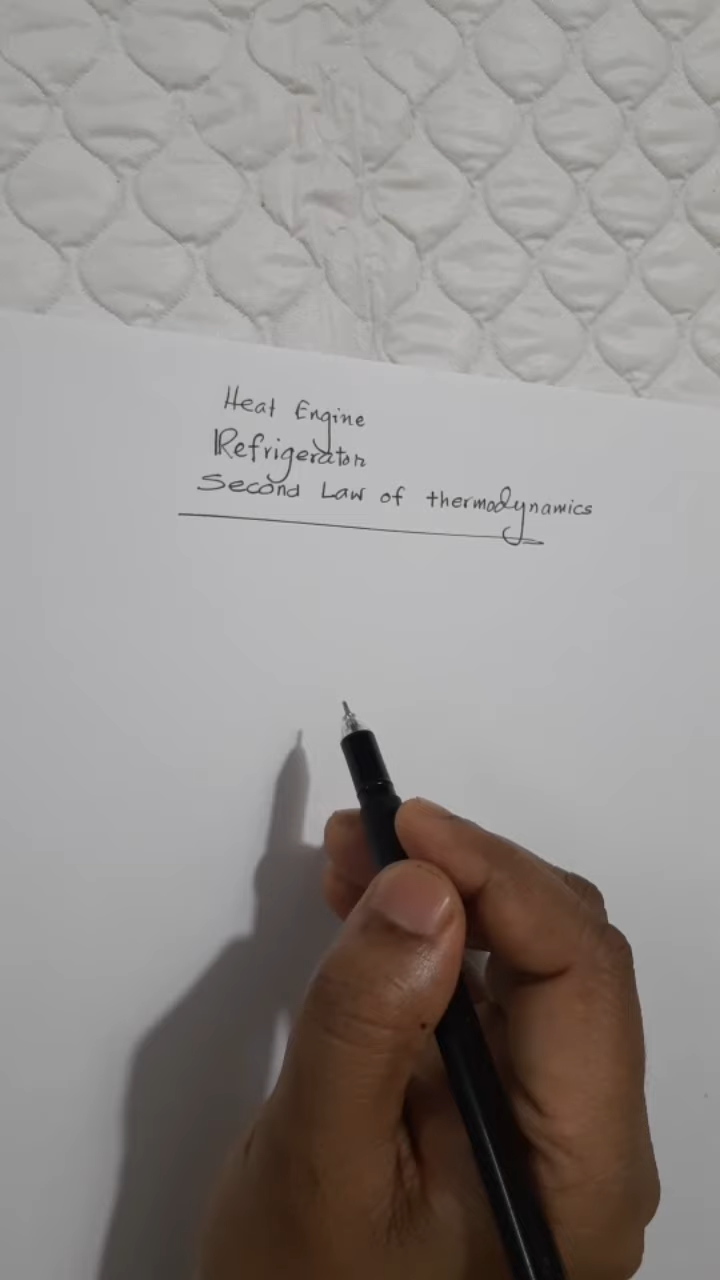 Heat Engine
Refrigerator
Second Law of thermodynamics